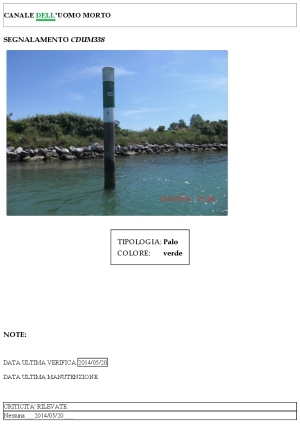 CANALE DELL'UOMO MORTO
SEGNALAMENTO CDUM338
TIPOLOGIA: Palo
COLORE: verde
NOTE:
DATA ULTIMA VERIFICA 2014/05/20
DATA ULTIMA MANUTENZIONE
CRITICITA' RILEVATE
Nessuna 2014/05/20